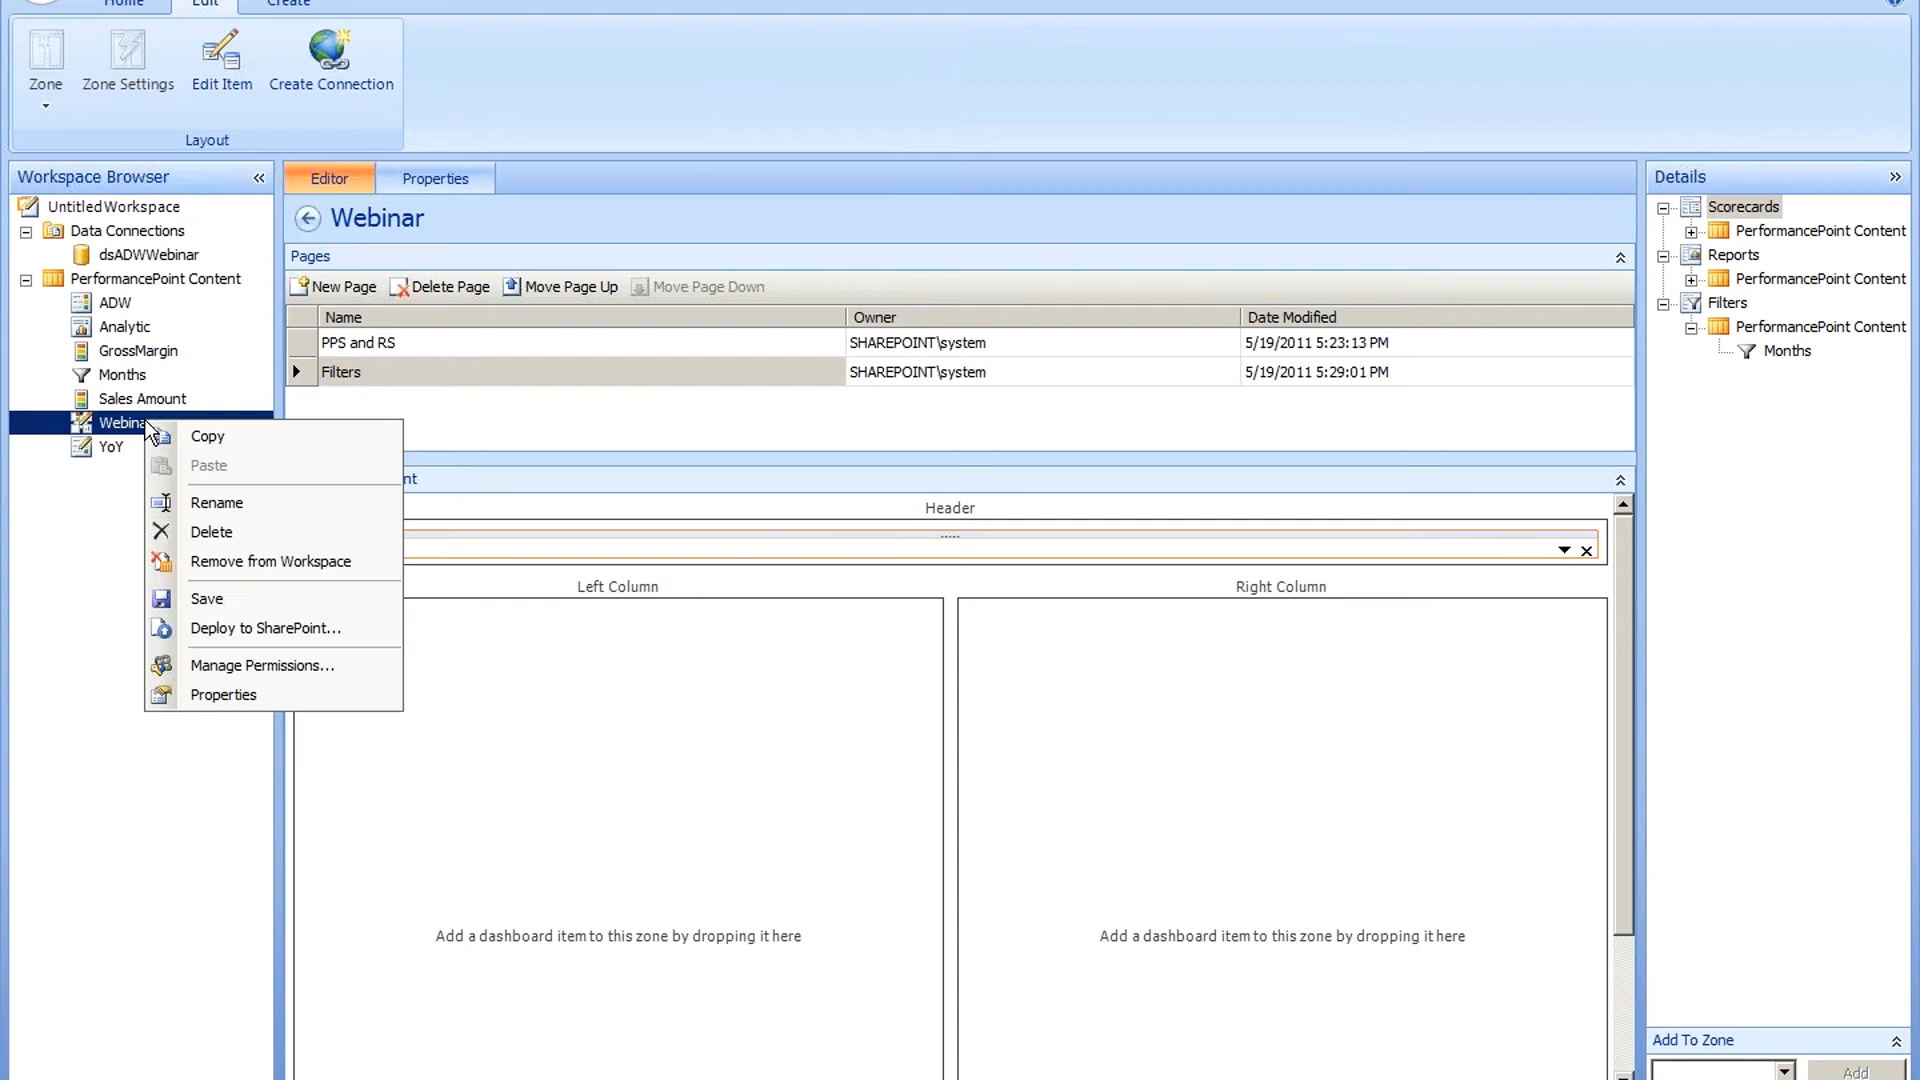 Home Edit Create
Zone Zone Settings Edit Item Create Connection
Layout
Workspace Browser
Untitled Workspace
Data Connections
dsADWWebinar
PerformancePoint Content
ADW
Analytic
GrossMargin
Months
Sales Amount
Webina
YoY
Copy
Paste
Rename
Delete
Remove from Workspace
Save
Deploy to SharePoint...
Manage Permissions...
Properties
Editor Properties
Webinar
Pages
New Page Delete Page Move Page Up Move Page Down
Name Owner Date Modified
PPS and RS SHAREPOINT\system 5/19/2011 5:23:13 PM
Filters SHAREPOINT\system 5/19/2011 5:29:01 PM
nt
Header
Left Column Right Column
Add a dashboard item to this zone by dropping it here
Add a dashboard item to this zone by dropping it here
Details
Scorecards
PerformancePoint Content
Reports
PerformancePoint Content
Filters
PerformancePoint Content
Months
Add To Zone
Add